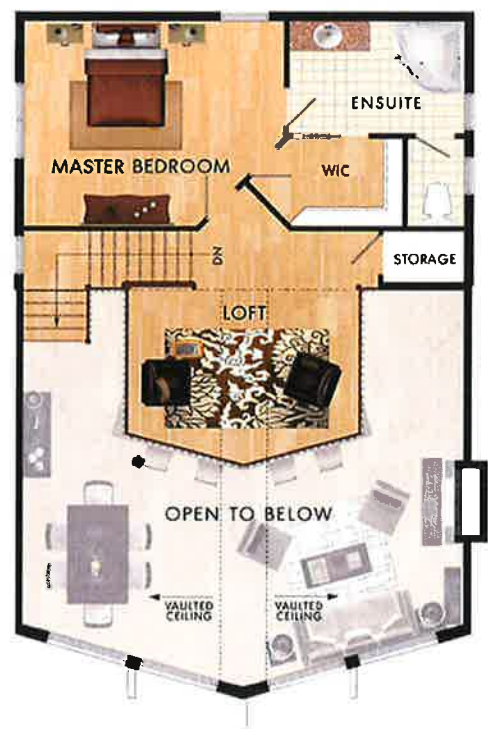 ENSUITE
MASTER BEDROOM
WIC
DN
STORAGE
LOFT
OPEN TO BELOW
VAULTED
CEILING
VAULTED
CEILING